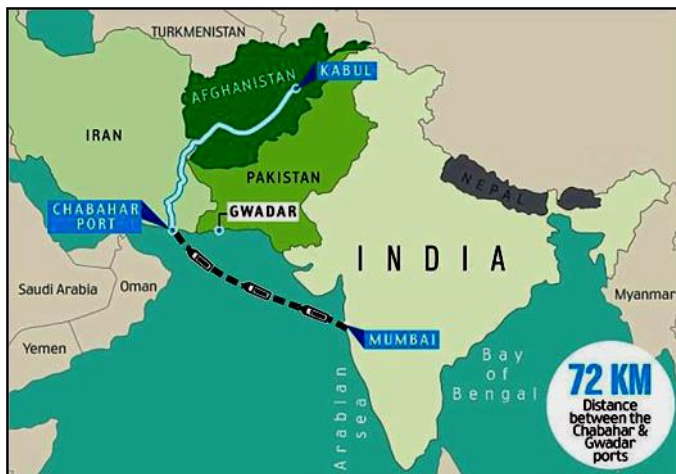 TURKMENISTAN
KABUL
AFGHANISTAN
IRAN
PAKISTAN
NEPAL
CHABAHAR
PORT
GWADAR
INDIA
Saudi Arabia
Oman
Myanmar
Yemen
MUMBAI
Arabian
sea
Bay
of
Bengal
72 KM
Distance
between the
Chabahar &
Gwadar
ports